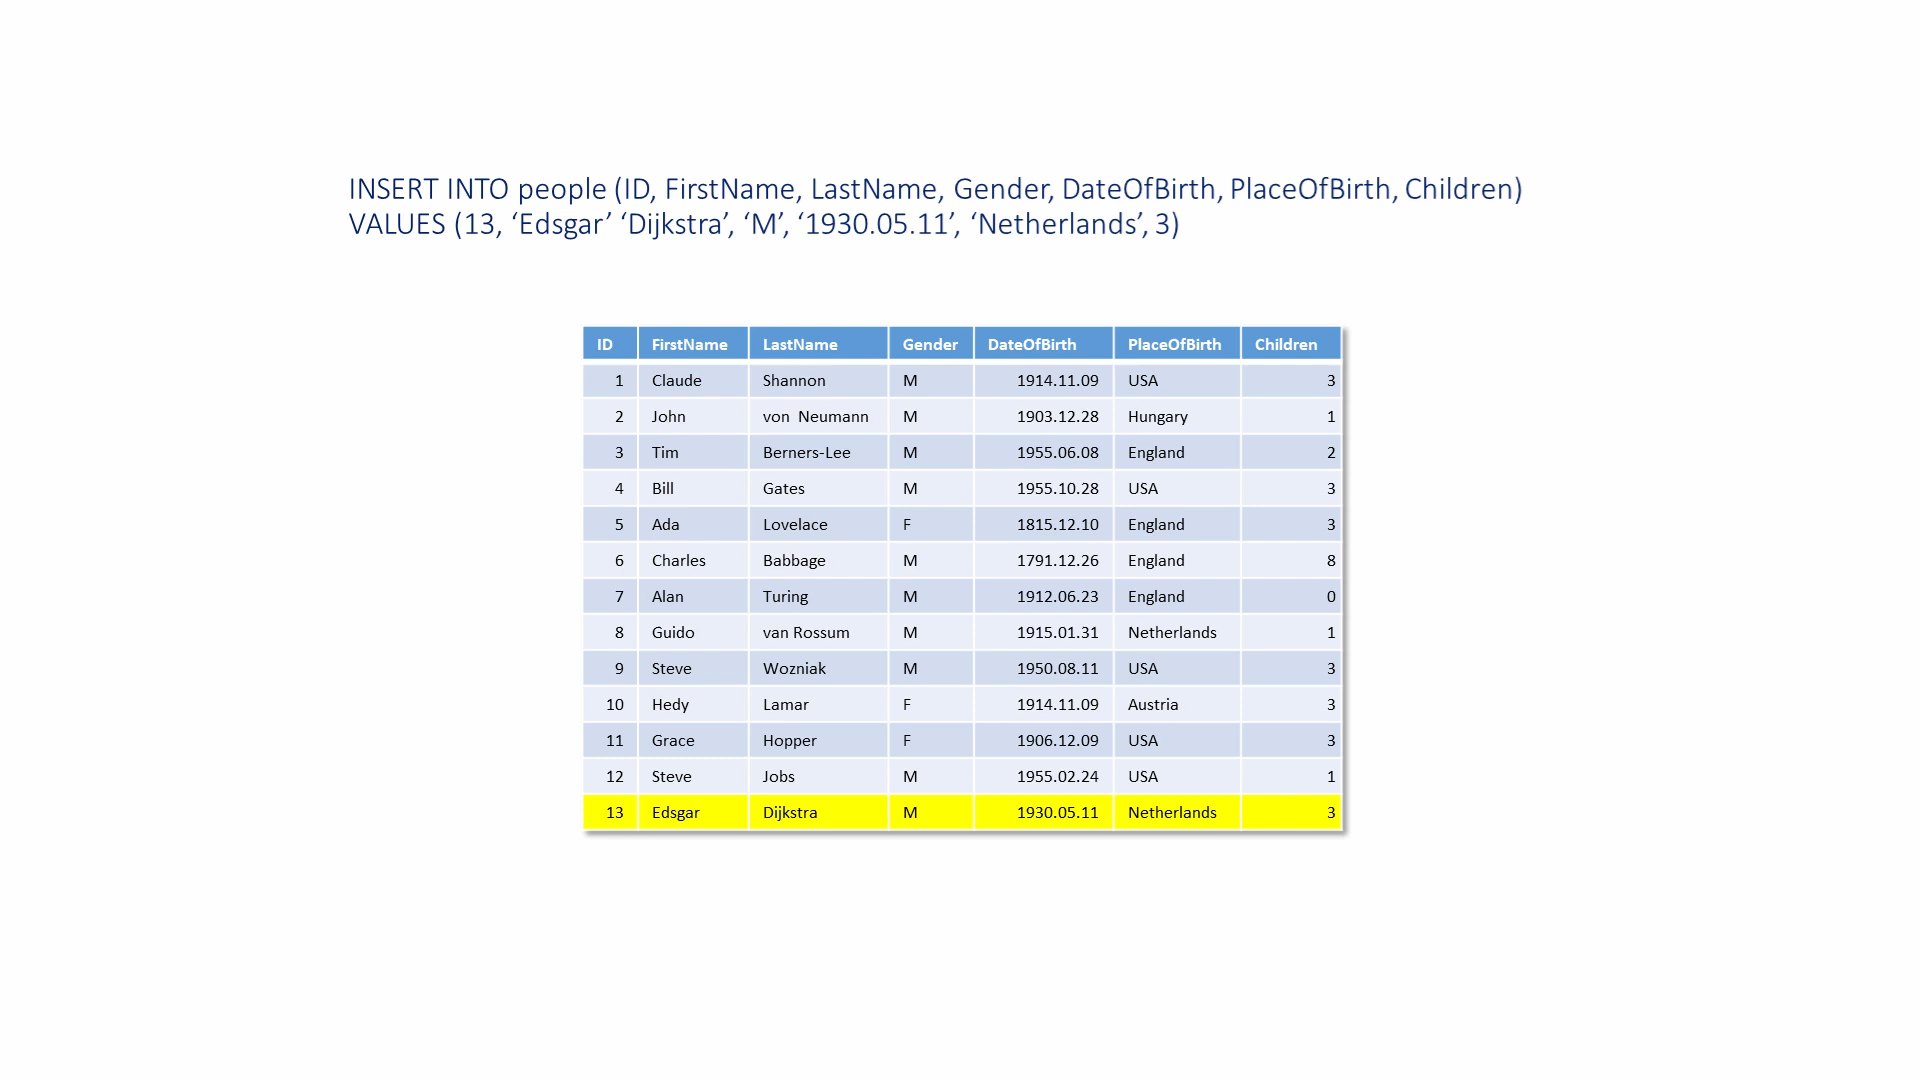 INSERT INTO people (ID, FirstName, LastName, Gender, DateOfBirth, PlaceOfBirth, Children)
VALUES (13, ‘Edsgar’ ‘Dijkstra’, ‘M’, ‘1930.05.11’, ‘Netherlands’, 3)
ID FirstName LastName Gender DateOfBirth PlaceOfBirth Children
1 Claude Shannon M 1914.11.09 USA 3
2 John von Neumann M 1903.12.28 Hungary 1
3 Tim Berners-Lee M 1955.06.08 England 2
4 Bill Gates M 1955.10.28 USA 3
5 Ada Lovelace F 1815.12.10 England 3
6 Charles Babbage M 1791.12.26 England 8
7 Alan Turing M 1912.06.23 England 0
8 Guido van Rossum M 1915.01.31 Netherlands 1
9 Steve Wozniak M 1950.08.11 USA 3
10 Hedy Lamar F 1914.11.09 Austria 3
11 Grace Hopper F 1906.12.09 USA 3
12 Steve Jobs M 1955.02.24 USA 1
13 Edsgar Dijkstra M 1930.05.11 Netherlands 3